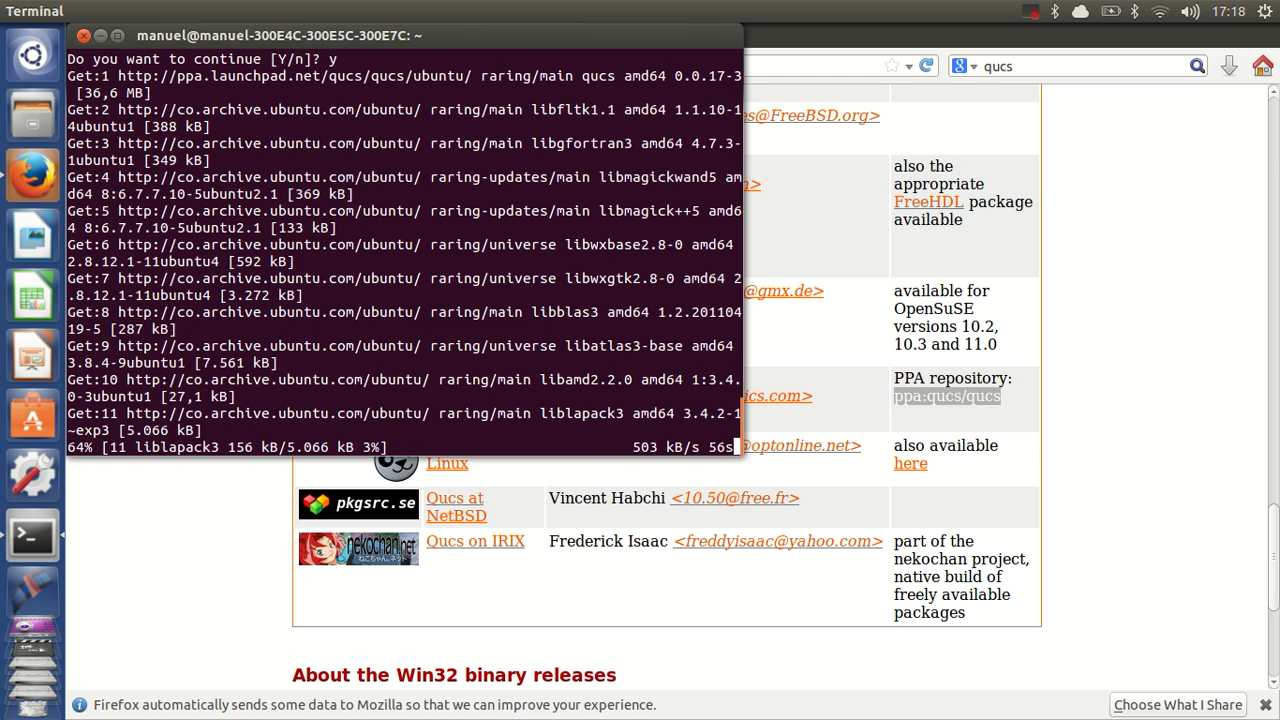 Terminal
17:18
manuel@manuel-300E4C-300E5C-300E7C: ~
Do you want to continue [Y/n]? y
Get:1 http://ppa.launchpad.net/qucs/qucs/ubuntu/ raring/main qucs amd64 0.0.17-3
[36,6 MB]
Get:2 http://co.archive.ubuntu.com/ubuntu/ raring/main libfltk1.1 amd64 1.1.10-1
4ubuntu1 [388 kB]
Get:3 http://co.archive.ubuntu.com/ubuntu/ raring/main libgfortran3 amd64 4.7.3-
1ubuntu1 [349 kB]
Get:4 http://co.archive.ubuntu.com/ubuntu/ raring-updates/main libmagickwand5 am
d64 8:6.7.7.10-5ubuntu2.1 [369 kB]
Get:5 http://co.archive.ubuntu.com/ubuntu/ raring-updates/main libmagick++5 amd6
4 8:6.7.7.10-5ubuntu2.1 [133 kB]
Get:6 http://co.archive.ubuntu.com/ubuntu/ raring/universe libwxbase2.8-0 amd64
2.8.12.1-11ubuntu4 [592 kB]
Get:7 http://co.archive.ubuntu.com/ubuntu/ raring/universe libwxgtk2.8-0 amd64 2
.8.12.1-11ubuntu4 [3.272 kB]
Get:8 http://co.archive.ubuntu.com/ubuntu/ raring/main libblas3 amd64 1.2.201104
19-5 [287 kB]
Get:9 http://co.archive.ubuntu.com/ubuntu/ raring/universe libatlas3-base amd64
3.8.4-9ubuntu1 [7.561 kB]
Get:10 http://co.archive.ubuntu.com/ubuntu/ raring/main libamd2.2.0 amd64 1:3.4.
0-3ubuntu1 [27,1 kB]
Get:11 http://co.archive.ubuntu.com/ubuntu/ raring/main liblapack3 amd64 3.4.2-1
~exp3 [5.066 kB]
64% [11 liblapack3 156 kB/5.066 kB 3%] 503 kB/s 56s
qucs
es@FreeBSD.org>
also the
appropriate
FreeHDL package
available
@gmx.de>
available for
OpenSuSE
versions 10.2,
10.3 and 11.0
ics.com>
PPA repository:
ppa:qucs/qucs
Linux
@optonline.net>
also available
here
pkgsrc.se
Qucs at
NetBSD
Vincent Habchi <10.50@free.fr>
nekochan.net
Qucs on IRIX
Frederick Isaac <freddyisaac@yahoo.com>
part of the
nekochan project,
native build of
freely available
packages
About the Win32 binary releases
Firefox automatically sends some data to Mozilla so that we can improve your experience.
Choose What I Share